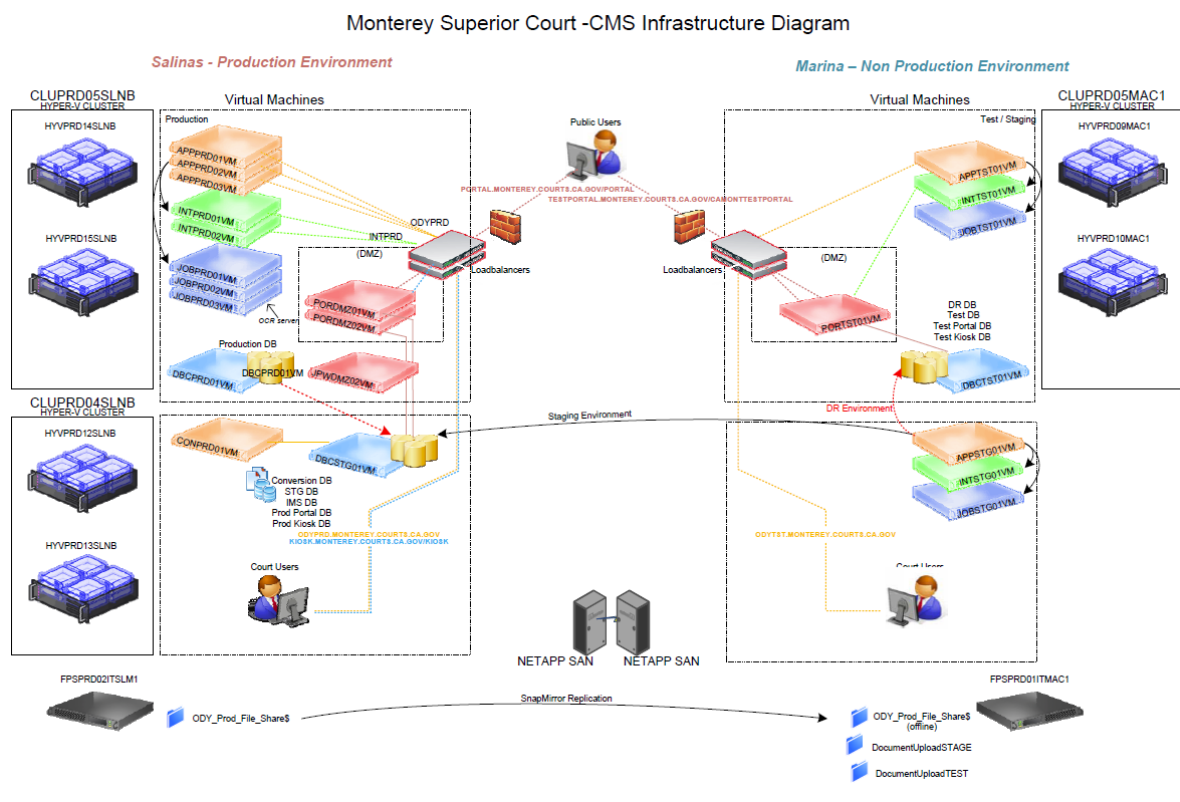 Monterey Superior Court -CMS Infrastructure Diagram
Salinas - Production Environment
Marina – Non Production Environment
CLUPRD05SLNB
HYPER-V CLUSTER
HYVPRD14SLNB
HYVPRD15SLNB
Virtual Machines
Production
APPPRD01VM
APPPRD02VM
APPPRD03VM
INTPRD01VM
INTPRD02VM
JOBPRD01VM
JOBPRD02VM
JOBPRD03VM
OCR server
ODYPRD
INTPRD
(DMZ)
Loadbalancers
PORDMZ01VM
PORDMZ02VM
Production DB
DBCPRD01VM
DBCPRD01VM
JPWDMZ02VM
Public Users
PORTAL.MONTEREY.COURTS.CA.GOV/PORTAL
TESTPORTAL.MONTEREY.COURTS.CA.GOV/CAMONTTESTPORTAL
Virtual Machines
Test / Staging
APPTST01VM
INTTST01VM
JOBTST01VM
Loadbalancers
(DMZ)
PORTST01VM
DR DB
Test DB
Test Portal DB
Test Kiosk DB
DBCTST01VM
CLUPRD05MAC1
HYPER-V CLUSTER
HYVPRD09MAC1
HYVPRD10MAC1
CLUPRD04SLNB
HYPER-V CLUSTER
HYVPRD12SLNB
HYVPRD13SLNB
CONPRD01VM
DBCSTG01VM
Conversion DB
STG DB
IMS DB
Prod Portal DB
Prod Kiosk DB
ODYPRD.MONTEREY.COURTS.CA.GOV
KIOSK.MONTEREY.COURTS.CA.GOV/KIOSK
Court Users
Staging Environment
DR Environment
APPSTG01VM
INTSTG01VM
JOBSTG01VM
ODYTST.MONTEREY.COURTS.CA.GOV
Court Users
NETAPP SAN
NETAPP SAN
FPSPRD02ITSLM1
ODY_Prod_File_Share$
SnapMirror Replication
FPSPRD01ITMAC1
ODY_Prod_File_Share$
(offline)
DocumentUploadSTAGE
DocumentUploadTEST